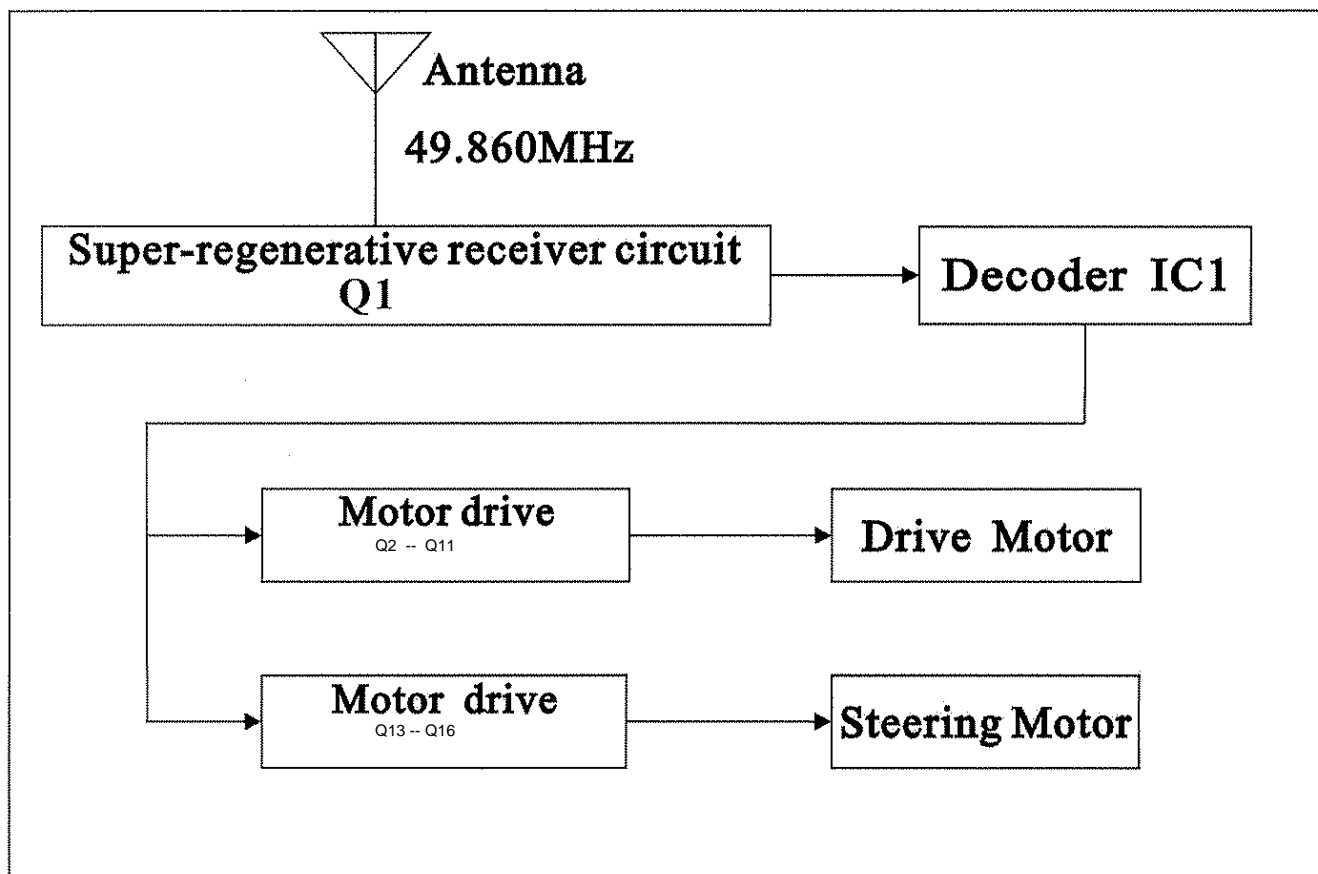 Antenna
49.860MHz
Super-regenerative receiver circuit
Q1
Decoder IC1
Motor drive
Q2 -- Q11
Drive Motor
Motor drive
Q13 -- Q16
Steering Motor